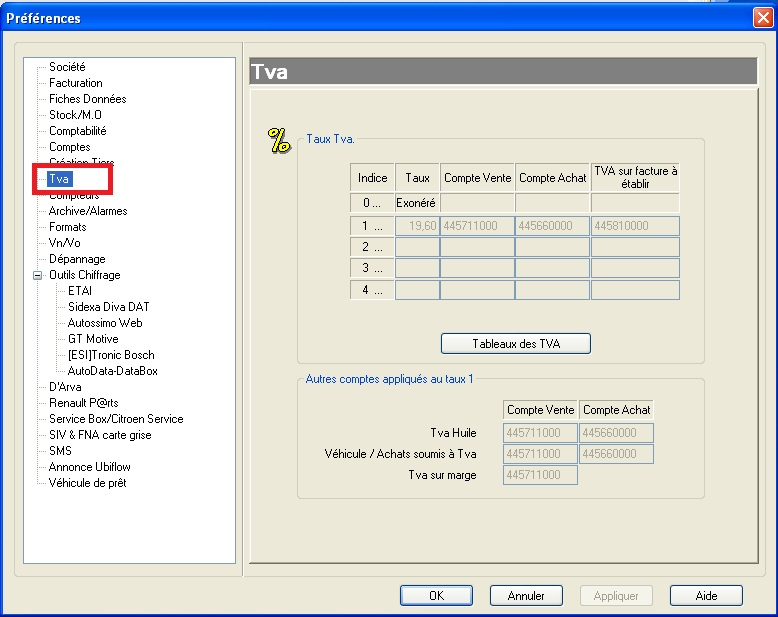 Préférences
Société
Facturation
Fiches Données
Stock/M.O
Comptabilité
Comptes
Création Tiers
Tva
Compteurs
Archive/Alarmes
Formats
Vn/Vo
Dépannage
Outils Chiffrage
ETAI
Sidexa Diva DAT
Autossimo Web
GT Motive
[ESI]Tronic Bosch
AutoData-DataBox
D'Arva
Renault P@rts
Service Box/Citroen Service
SIV & FNA carte grise
SMS
Annonce Ubiflow
Véhicule de prêt
Tva
%
Taux Tva.
Indice Taux Compte Vente Compte Achat TVA sur facture à établir
0 ... Exonéré
1 ... 19,60 445711000 445660000 445810000
2 ...
3 ...
4 ...
Tableaux des TVA
Autres comptes appliqués au taux 1
Compte Vente Compte Achat
Tva Huile 445711000 445660000
Véhicule / Achats soumis à Tva 445711000 445660000
Tva sur marge 445711000
OK Annuler Appliquer Aide